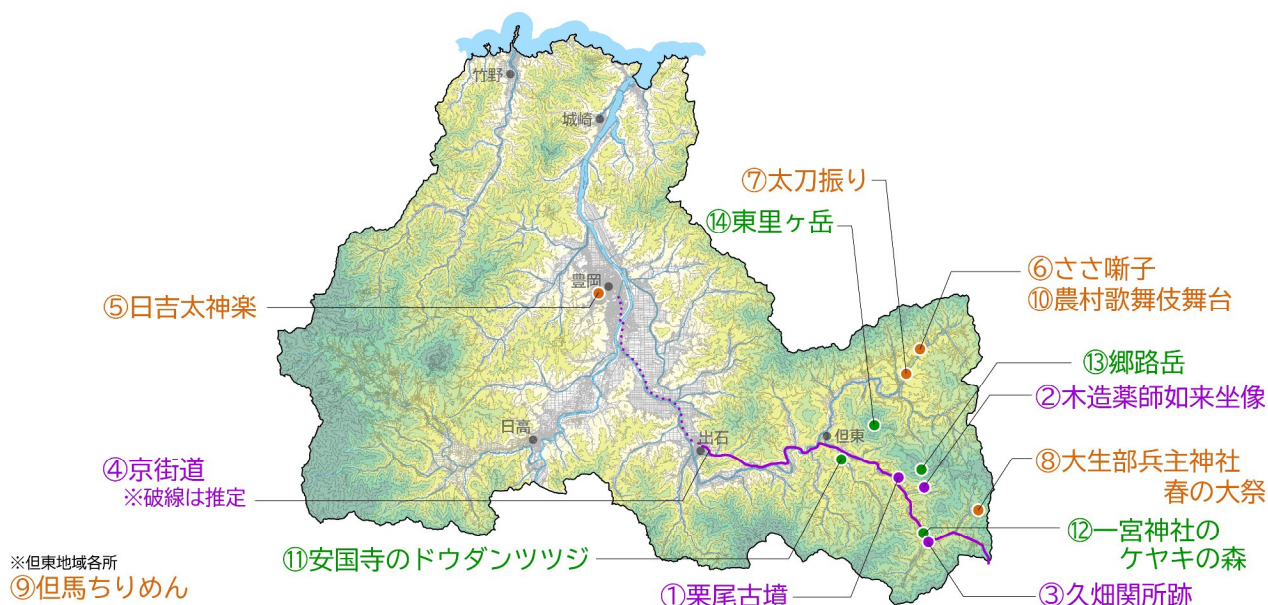 竹野
城崎
⑦太刀振り
⑭東里ヶ岳
⑥ささ囃子
⑩農村歌舞伎舞台
豊岡
⑤日吉太神楽
⑬郷路岳
②木造薬師如来坐像
日高
出石
但東
④京街道
※破線は推定
⑧大生部兵主神社
春の大祭
⑫一宮神社の
ケヤキの森
※但東地域各所
⑨但馬ちりめん
⑪安国寺のドウダンツツジ
①栗尾古墳
③久畑関所跡